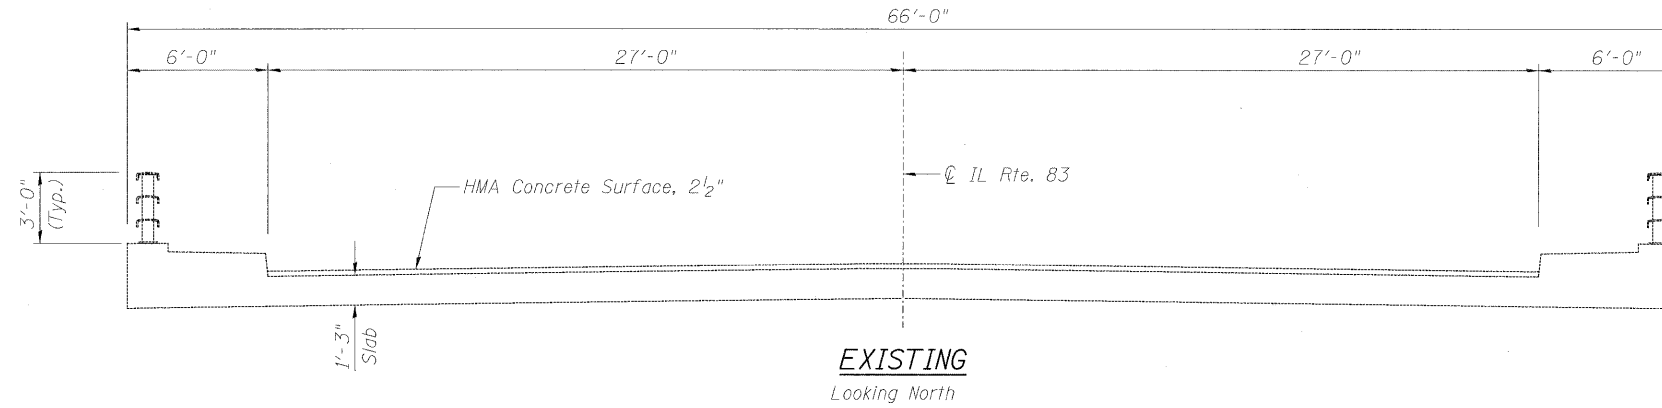 66'-0"
6'-0"
27'-0"
27'-0"
6'-0"
HMA Concrete Surface, 2½"
℄ IL Rte. 83
3'-0"
(Typ.)
1'-3"
Slab
EXISTING
Looking North